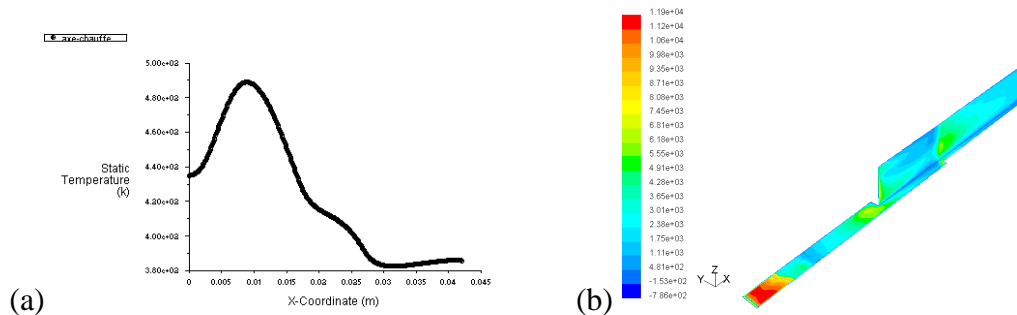 axe-chauffe
5.00e+02
4.80e+02
4.60e+02
4.40e+02
4.20e+02
4.00e+02
3.80e+02
Static
Temperature
(k)
0 0.005 0.01 0.015 0.02 0.025 0.03 0.035 0.04 0.045
X-Coordinate (m)
(a)
1.19e+04
1.12e+04
1.06e+04
9.98e+03
9.35e+03
8.71e+03
8.08e+03
7.45e+03
6.81e+03
6.18e+03
5.55e+03
4.91e+03
4.28e+03
3.65e+03
3.01e+03
2.38e+03
1.75e+03
1.11e+03
4.81e+02
-1.53e+02
-7.86e+02
Z
Y X
(b)